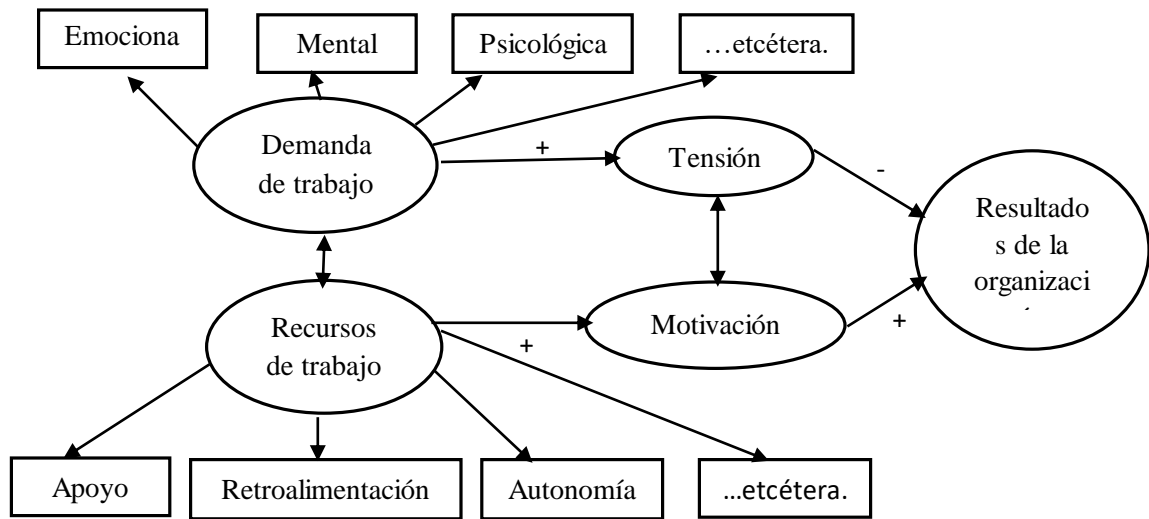 Emociona
Mental
Psicológica
…etcétera.
Demanda
de trabajo
+
Tensión
-
Resultado
s de la
organizaci
Recursos
de trabajo
+
Motivación
+
Apoyo
Retroalimentación
Autonomía
...etcétera.